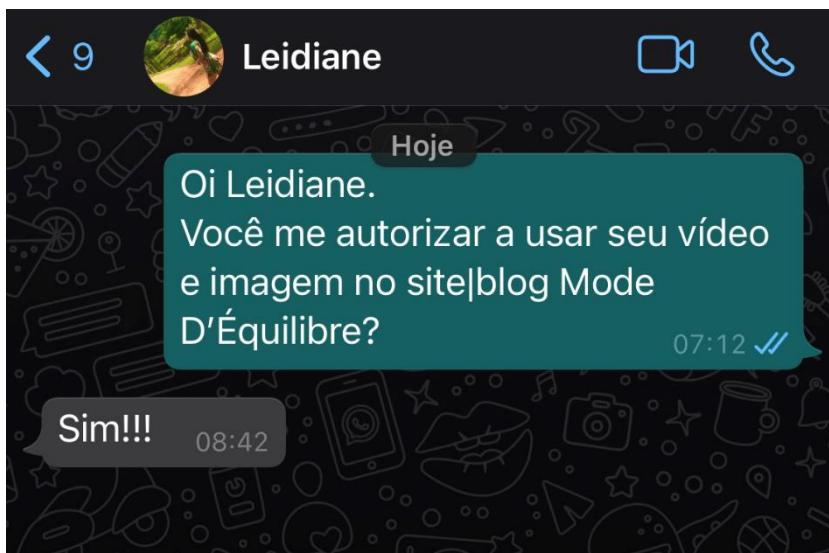 9 Leidiane
Hoje
Oi Leidiane.
Você me autorizar a usar seu vídeo
e imagem no site|blog Mode
D’Équilibre?
07:12
Sim!!! 08:42